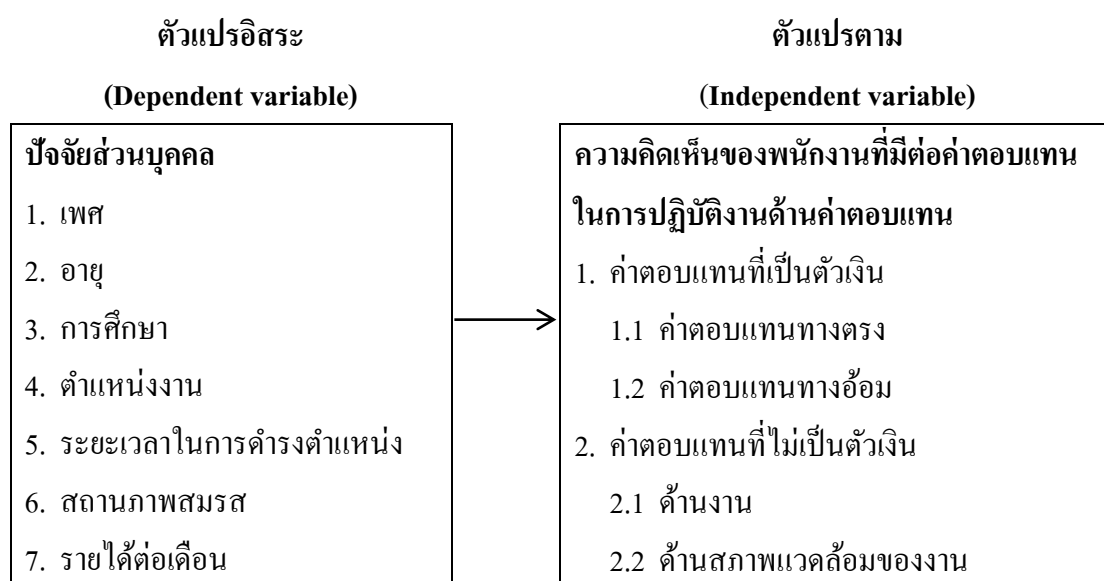 ตัวแปรอิสระ
(Dependent variable)
ปัจจัยส่วนบุคคล
1. เพศ
2. อายุ
3. การศึกษา
4. ตำแหน่งงาน
5. ระยะเวลาในการดำรงตำแหน่ง
6. สถานภาพสมรส
7. รายได้ต่อเดือน
ตัวแปรตาม
(Independent variable)
ความคิดเห็นของพนักงานที่มีต่อค่าตอบแทน
ในการปฏิบัติงานด้านค่าตอบแทน
1. ค่าตอบแทนที่เป็นตัวเงิน
1.1 ค่าตอบแทนทางตรง
1.2 ค่าตอบแทนทางอ้อม
2. ค่าตอบแทนที่ไม่เป็นตัวเงิน
2.1 ด้านงาน
2.2 ด้านสภาพแวดล้อมของงาน